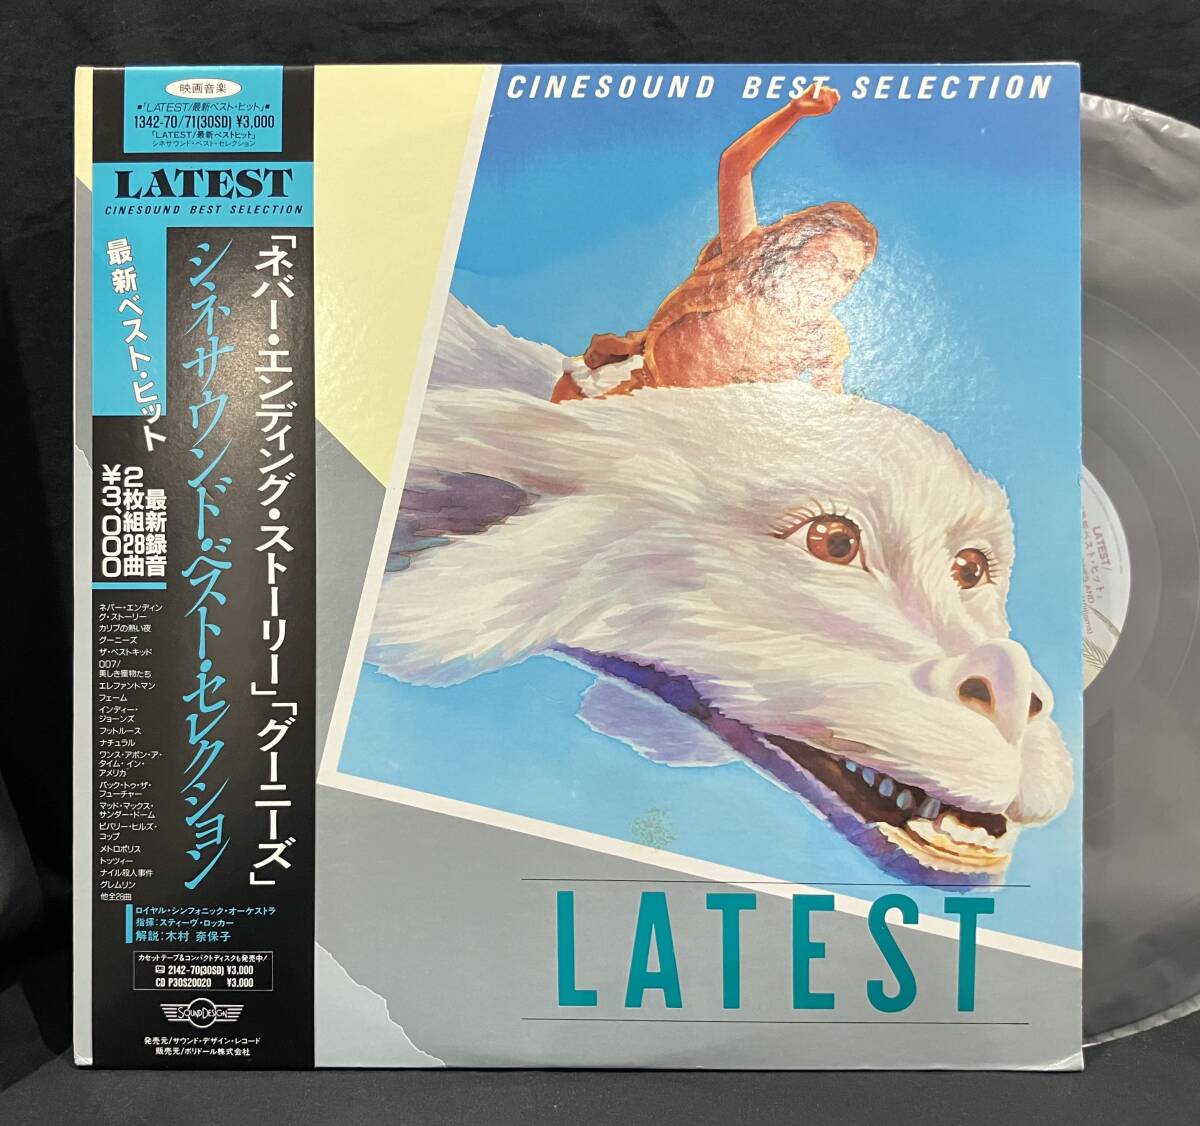 CINESOUND BEST SELECTION
映画音楽
■「LATEST/最新ベスト・ヒット」■
1342-70/71(30SD) ¥3,000
「LATEST/最新ベストヒット」
シネサウンド・ベスト・セレクション
LATEST
CINESOUND BEST SELECTION
「ネバー・エンディング・ストーリー」「グーニーズ」
シネサウンド・ベスト・セレクション
最新ベスト・ヒット
最新録音
2枚組28曲
¥3,000
ネバー・エンディン
グ・ストーリー
カリブの熱い夜
グーニーズ
ザ・ベストキッド
007/
美しき獲物たち
エレファントマン
フェーム
インディー・
ジョーンズ
フットルース
ナチュラル
ワンス・アポン・ア・
タイム・イン・
アメリカ
バック・トゥ・ザ・
フューチャー
マッド・マックス・
サンダー・ドーム
ビバリー・ヒルズ・
コップ
メトロポリス
トッツィー
ナイル殺人事件
グレムリン
他全28曲
ロイヤル・シンフォニック・オーケストラ
指揮:スティーヴ・ロッカー
解説:木村 奈保子
カセットテープ&コンパクトディスクも発売中!
2142-70(30SD) ¥3,000
CD P30S20020 ¥3,000
SOUND DESIGN
発売元/サウンド・デザイン・レコード
販売元/ポリドール株式会社
LATEST
LATEST/